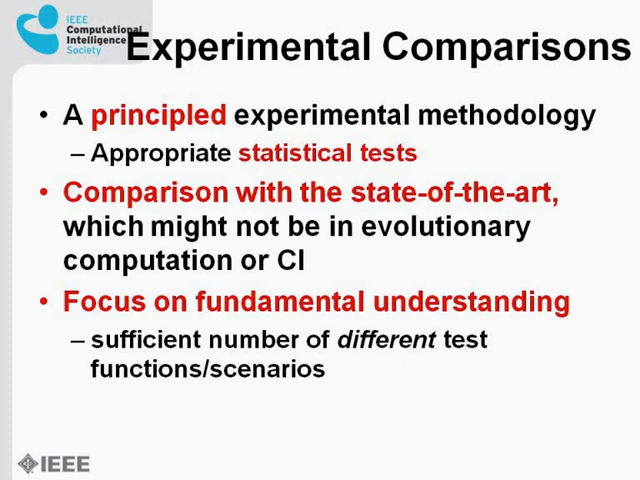 IEEE
Computational
Intelligence
Society
Experimental Comparisons
• A principled experimental methodology
– Appropriate statistical tests
• Comparison with the state-of-the-art,
which might not be in evolutionary
computation or CI
• Focus on fundamental understanding
– sufficient number of different test
functions/scenarios
IEEE